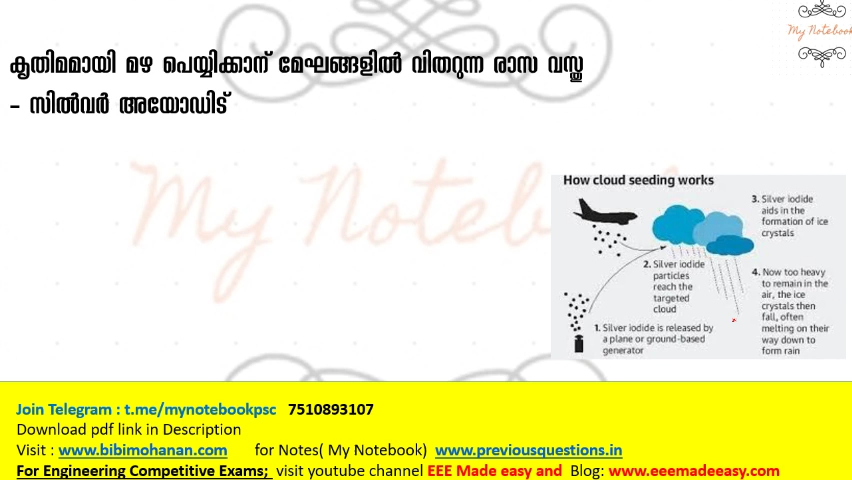 My Notebook
കൃതിമമായി മഴ പെയ്യിക്കാന് മേഘങ്ങളിൽ വിതറുന്ന രാസ വസ്തു
- സിൽവർ അയോഡിട്
My Noteb
How cloud seeding works
3. Silver iodide
aids in the
formation of ice
crystals
2. Silver iodide
particles
reach the
targeted
cloud
4. Now too heavy
to remain in the
air, the ice
crystals then
fall, often
melting on their
way down to
form rain
1. Silver iodide is released by
a plane or ground-based
generator
Join Telegram : t.me/mynotebookpsc 7510893107
Download pdf link in Description
Visit : www.bibimohanan.com for Notes( My Notebook) www.previousquestions.in
For Engineering Competitive Exams; visit youtube channel EEE Made easy and Blog: www.eeemadeeasy.com